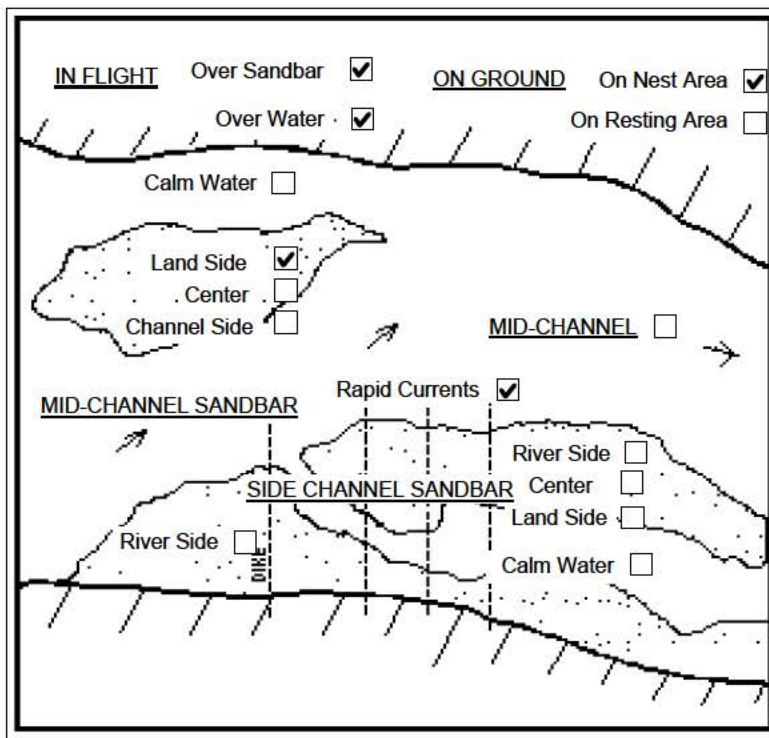 IN FLIGHT Over Sandbar ON GROUND On Nest Area
Over Water On Resting Area
Calm Water
Land Side
Center
Channel Side
MID-CHANNEL
Rapid Currents
MID-CHANNEL SANDBAR
River Side
SIDE CHANNEL SANDBAR Center
Land Side
River Side
DIKE
Calm Water